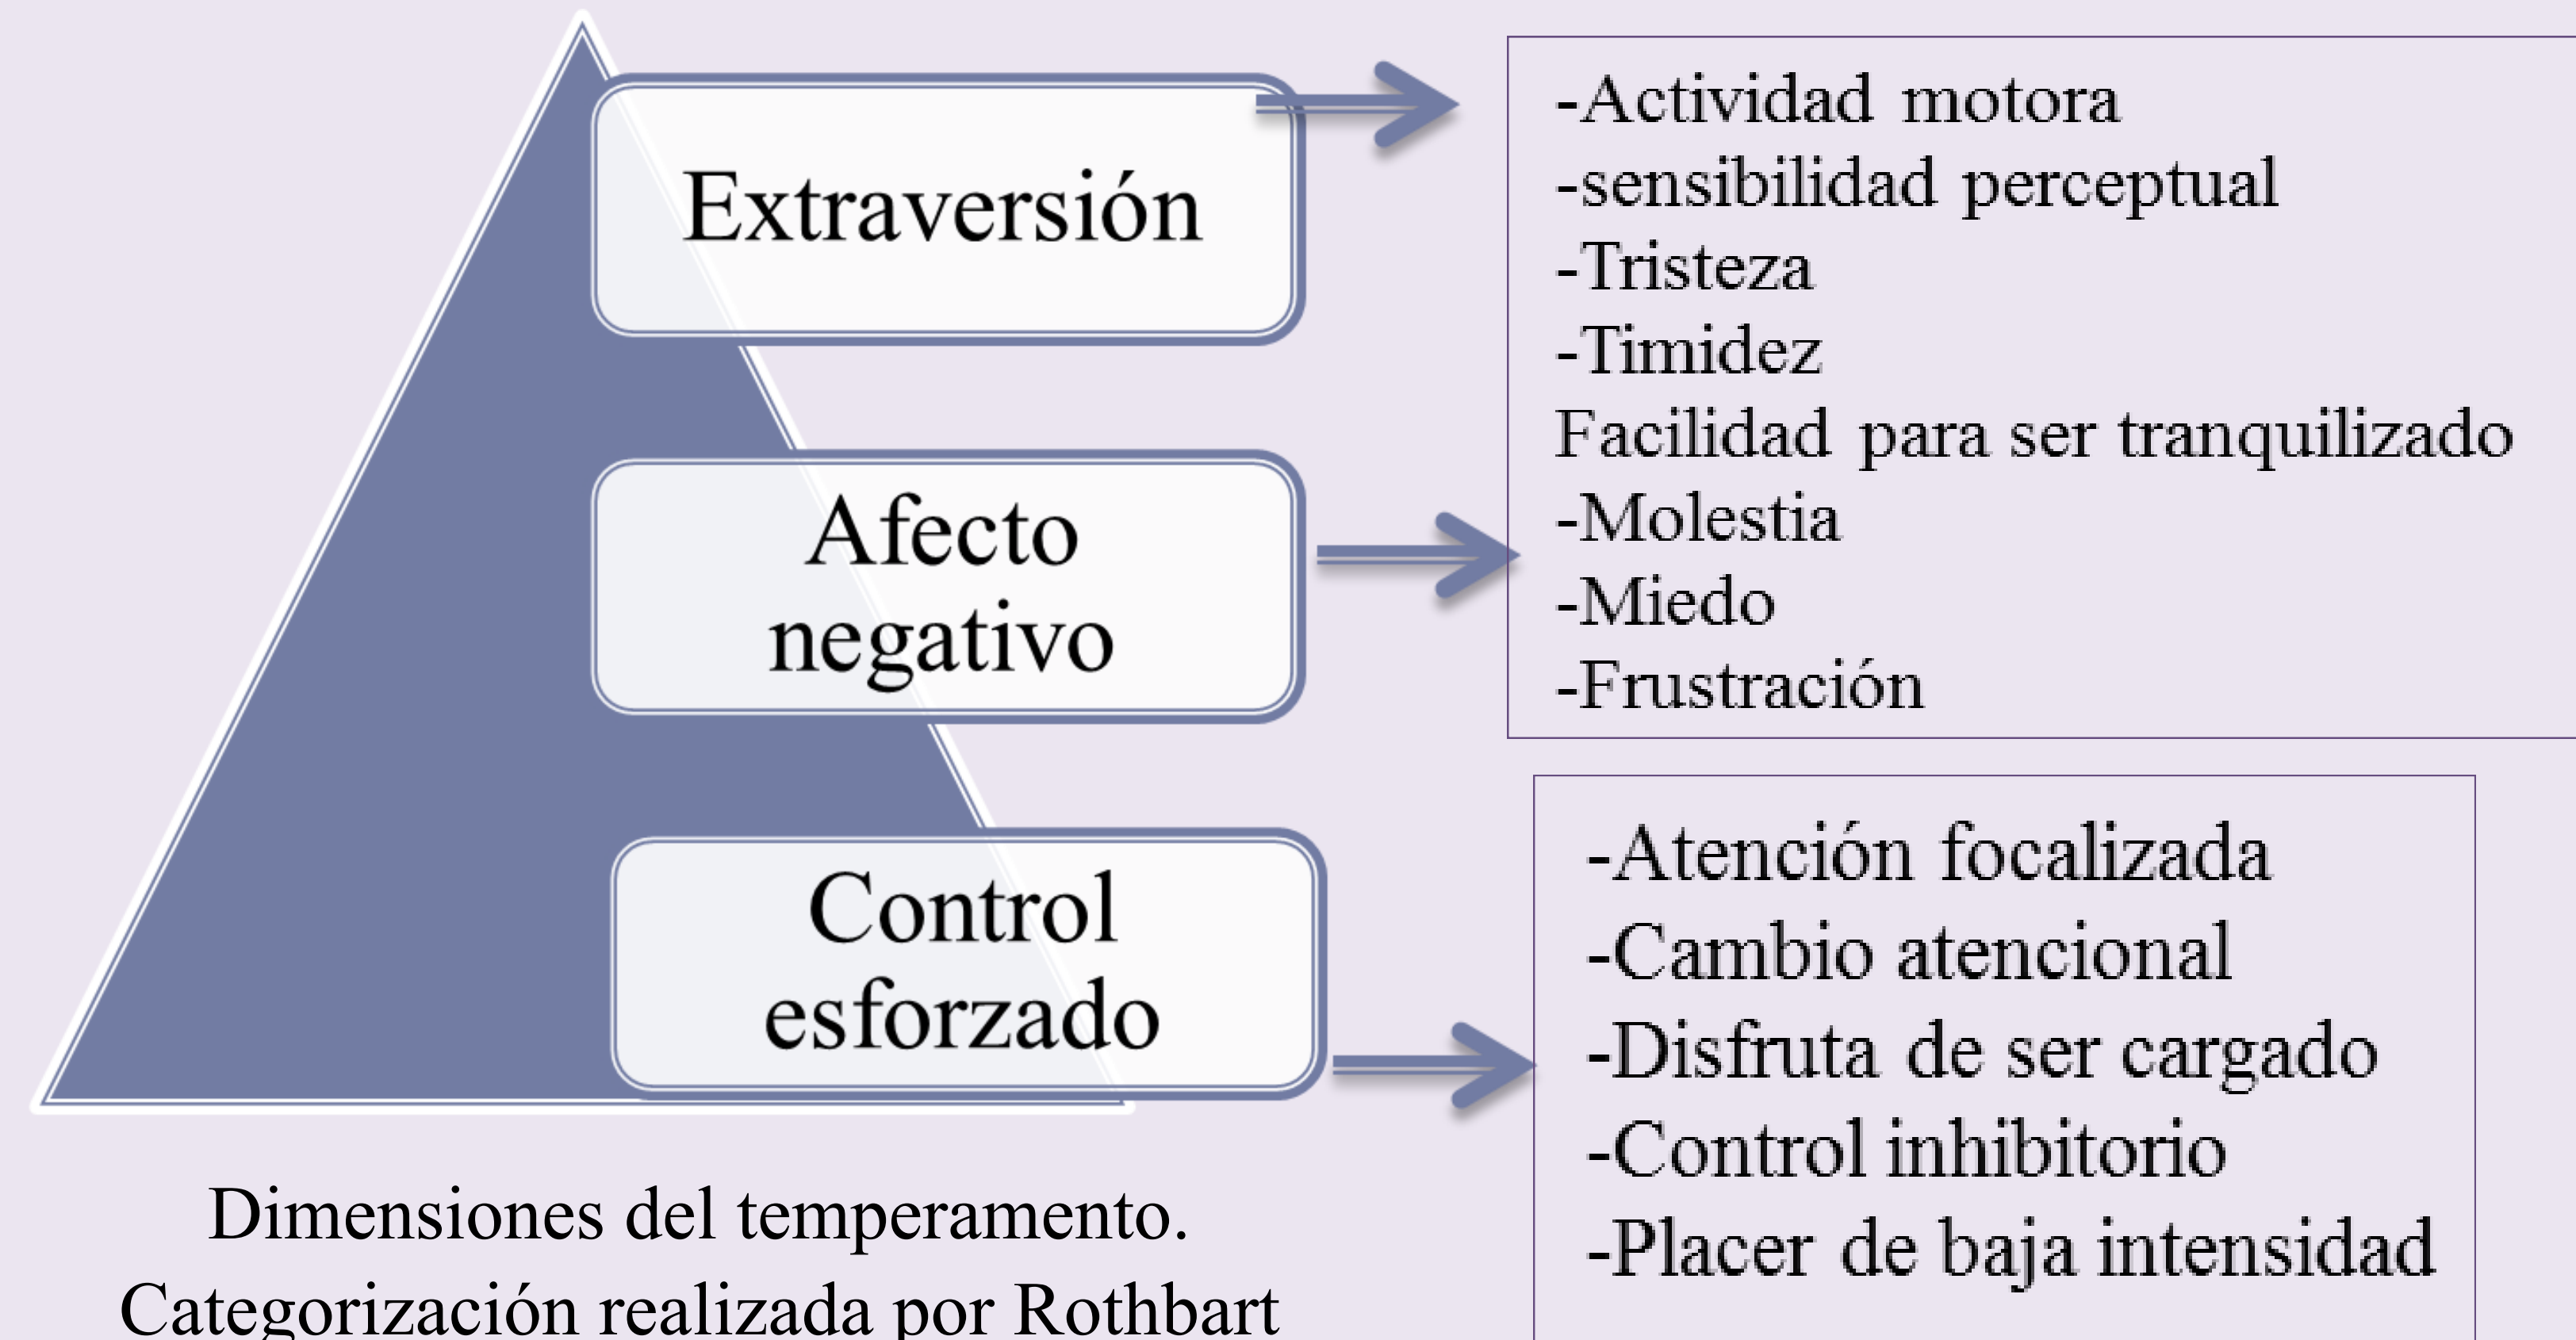 Extraversión
Afecto
negativo
Control
esforzado
-Actividad motora
-sensibilidad perceptual
-Tristeza
-Timidez
Facilidad para ser tranquilizado
-Molestia
-Miedo
-Frustración
-Atención focalizada
-Cambio atencional
-Disfruta de ser cargado
-Control inhibitorio
-Placer de baja intensidad
Dimensiones del temperamento.
Categorización realizada por Rothbart